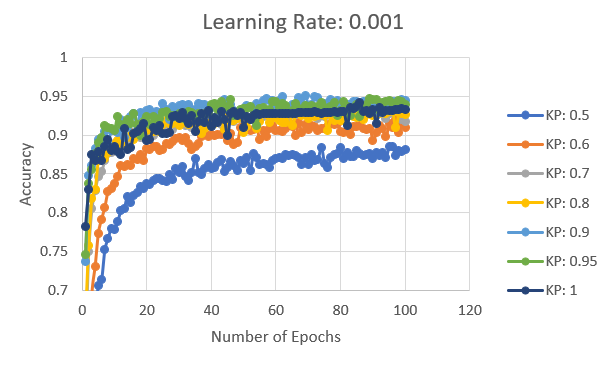 Learning Rate: 0.001
1
0.95
0.9
0.85
0.8
0.75
0.7
0
20
40
60
80
100
120
Accuracy
Number of Epochs
KP: 0.5
KP: 0.6
KP: 0.7
KP: 0.8
KP: 0.9
KP: 0.95
KP: 1